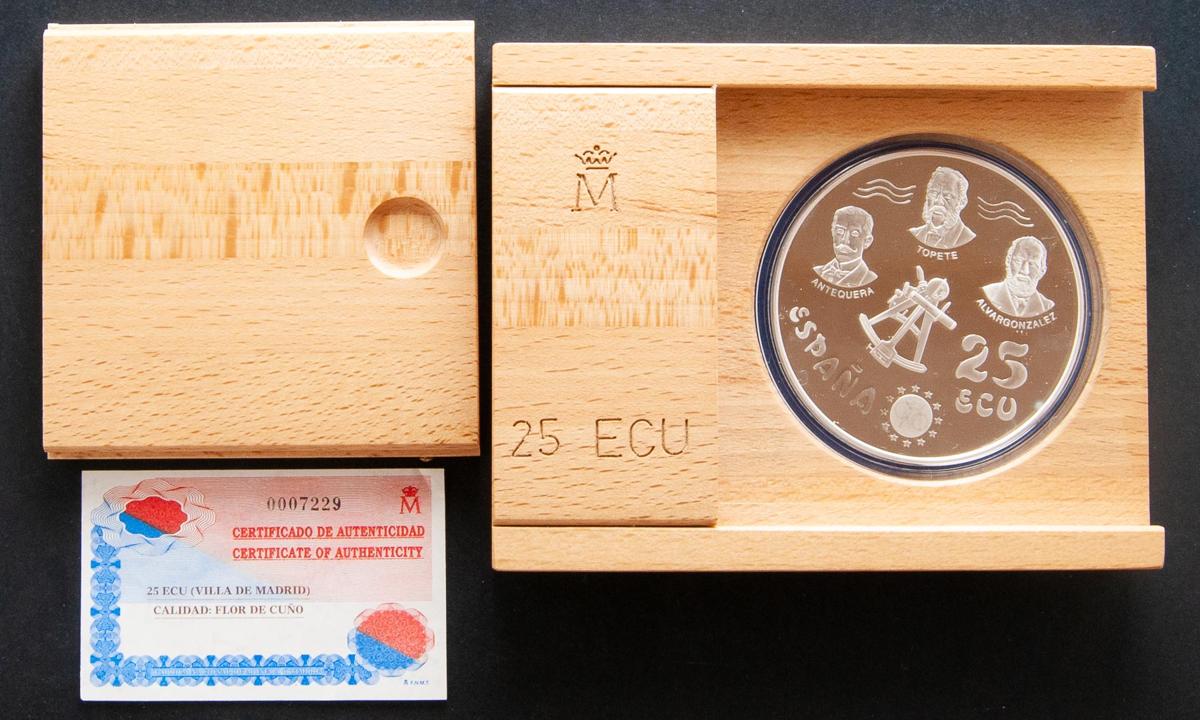 M
25 ECU
TOPETE
ANTEQUERA
ALVARGONZALEZ
ESPAÑA
25
ECU
0007229
M
CERTIFICADO DE AUTENTICIDAD
CERTIFICATE OF AUTHENTICITY
25 ECU (VILLA DE MADRID)
CALIDAD: FLOR DE CUÑO
F.N.M.T.